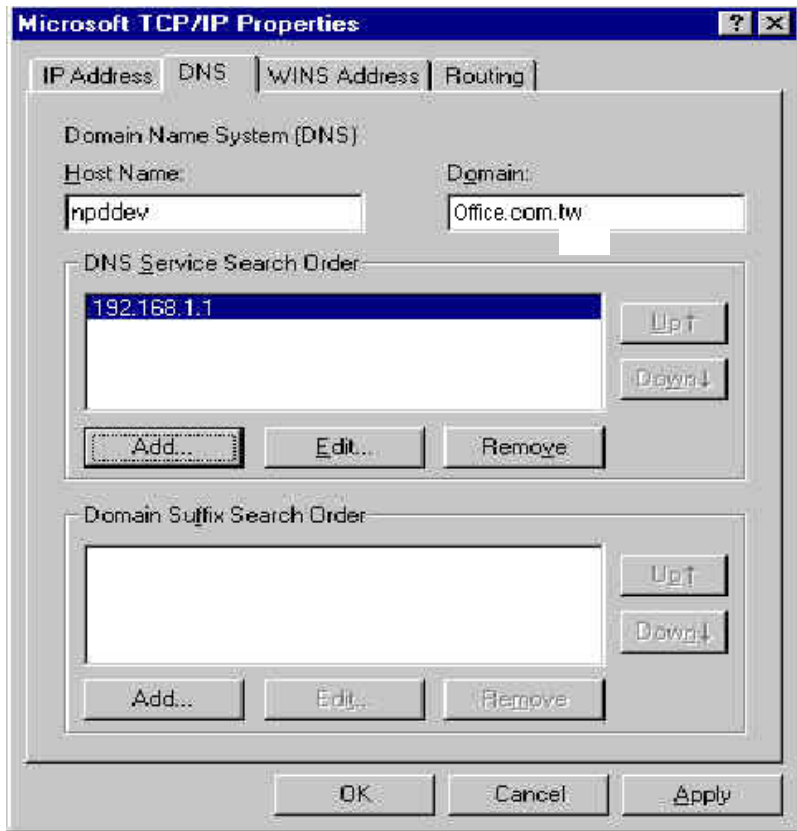 Microsoft TCP/IP Properties
IP Address DNS WINS Address Routing
Domain Name System (DNS)
Host Name: Domain:
npddev Office.com.tw
DNS Service Search Order
192.168.1.1
Up↑
Down↓
Add... Edit... Remove
Domain Suffix Search Order
Up↑
Down↓
Add... Edit... Remove
OK Cancel Apply